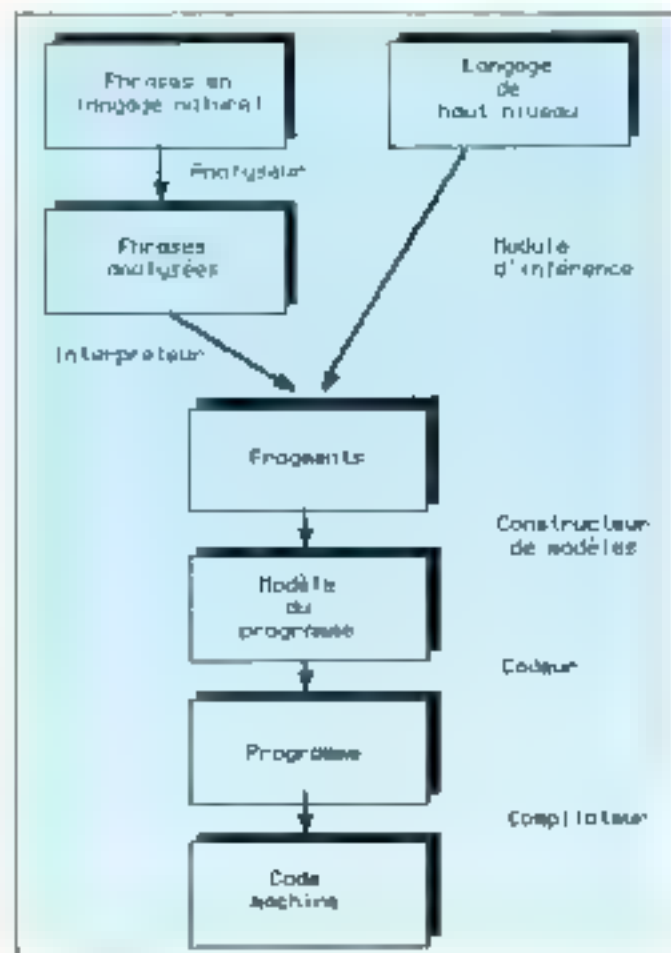 Phrases en
langage naturel
Langage
de
haut niveau
Analyseur
Phrases
analysées
Module
d'inférence
Interpréteur
Fragments
Constructeur
de modèles
Modèle
du
programme
Codeur
Programme
Compilateur
Code
machine